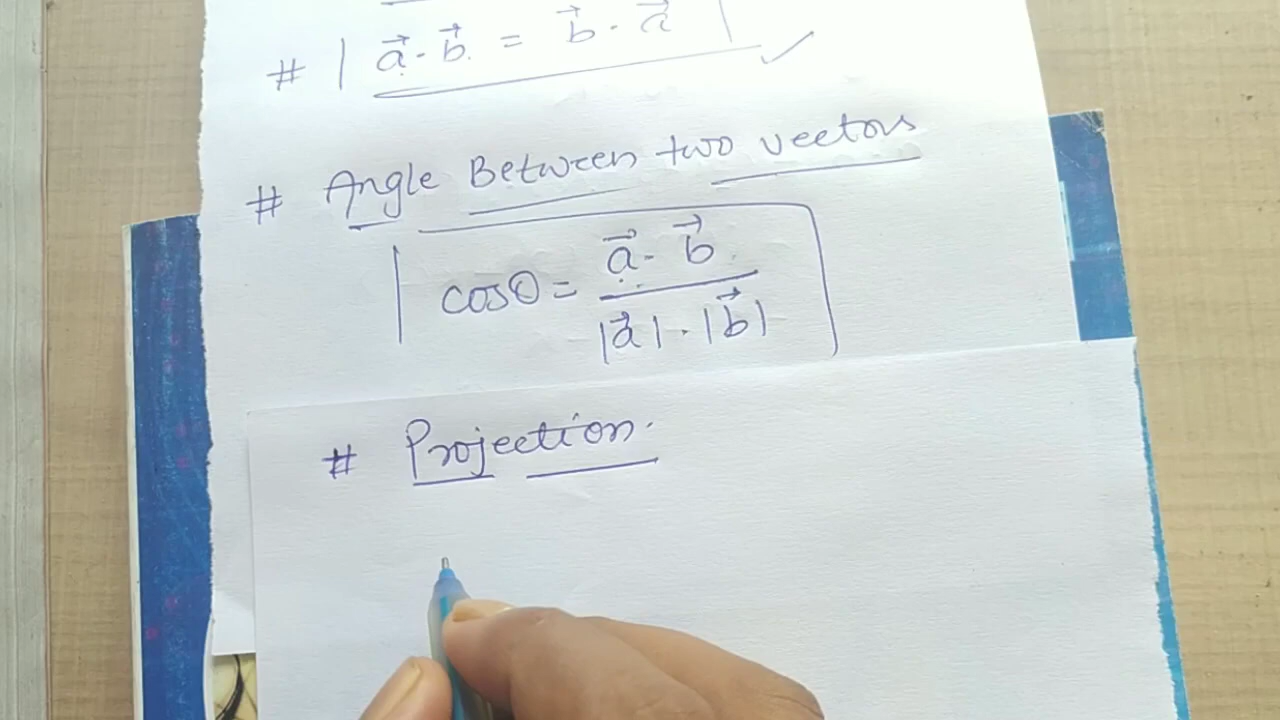 # | a⃗ · b⃗ = b⃗ · a⃗ |
# Angle Between two vectors
cosθ = a⃗ · b⃗ / |a⃗| · |b⃗|
# Projection.